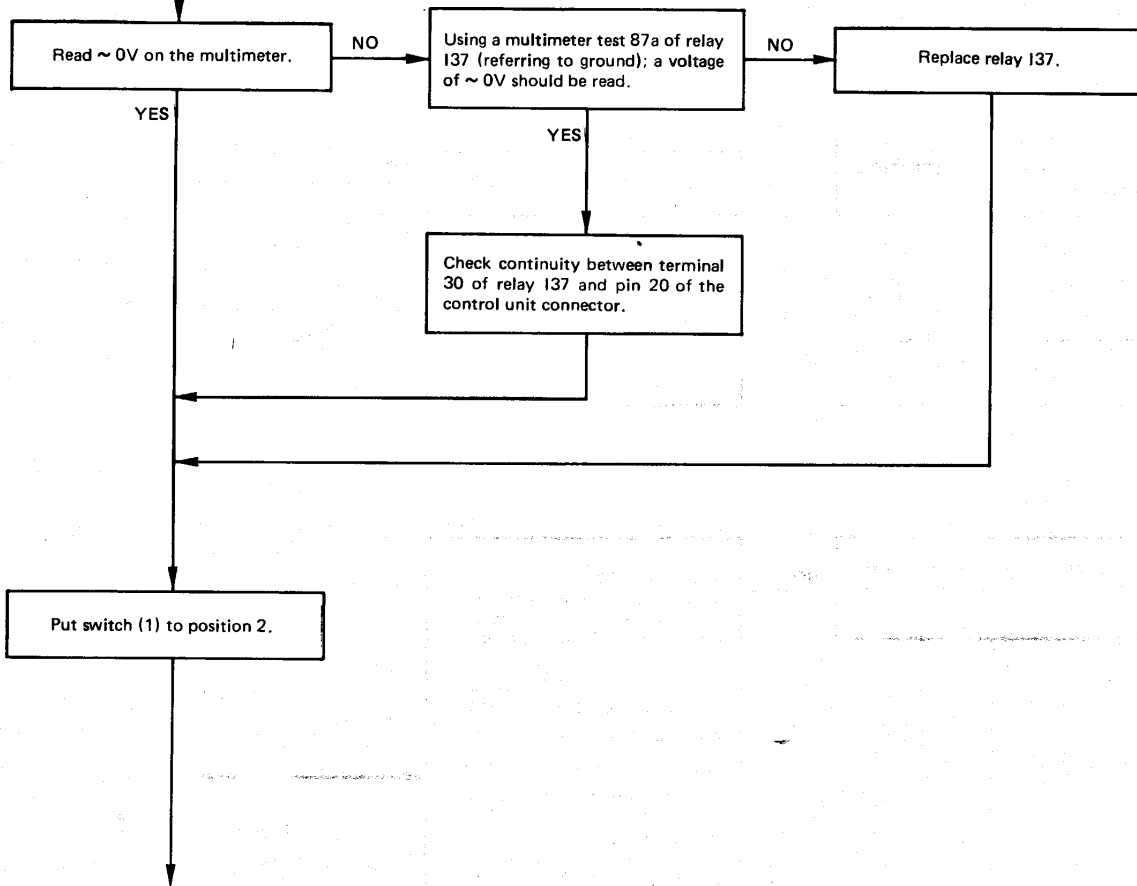 Read ~ 0V on the multimeter.
NO
Using a multimeter test 87a of relay
137 (referring to ground); a voltage
of ~ 0V should be read.
NO
Replace relay 137.
YES
YES
Check continuity between terminal
30 of relay 137 and pin 20 of the
control unit connector.
Put switch (1) to position 2.